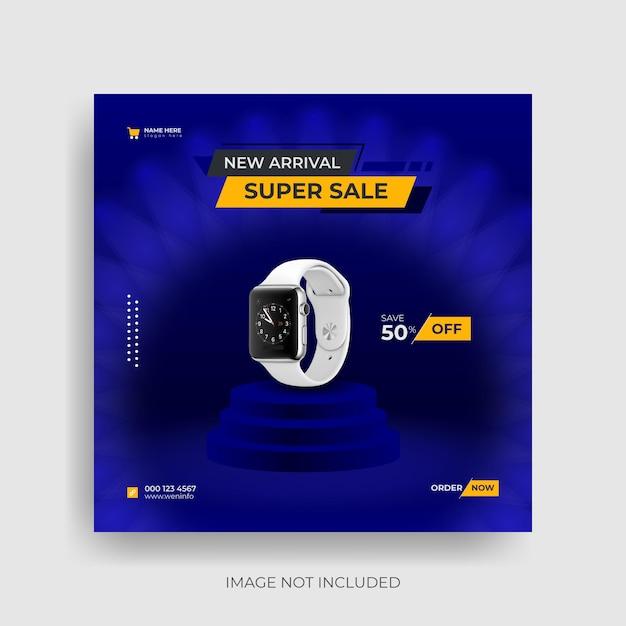 NAME HERE
slogan here
NEW ARRIVAL
SUPER SALE
SAVE
50% OFF
000 123 4567
www.weninfo
ORDER NOW
IMAGE NOT INCLUDED